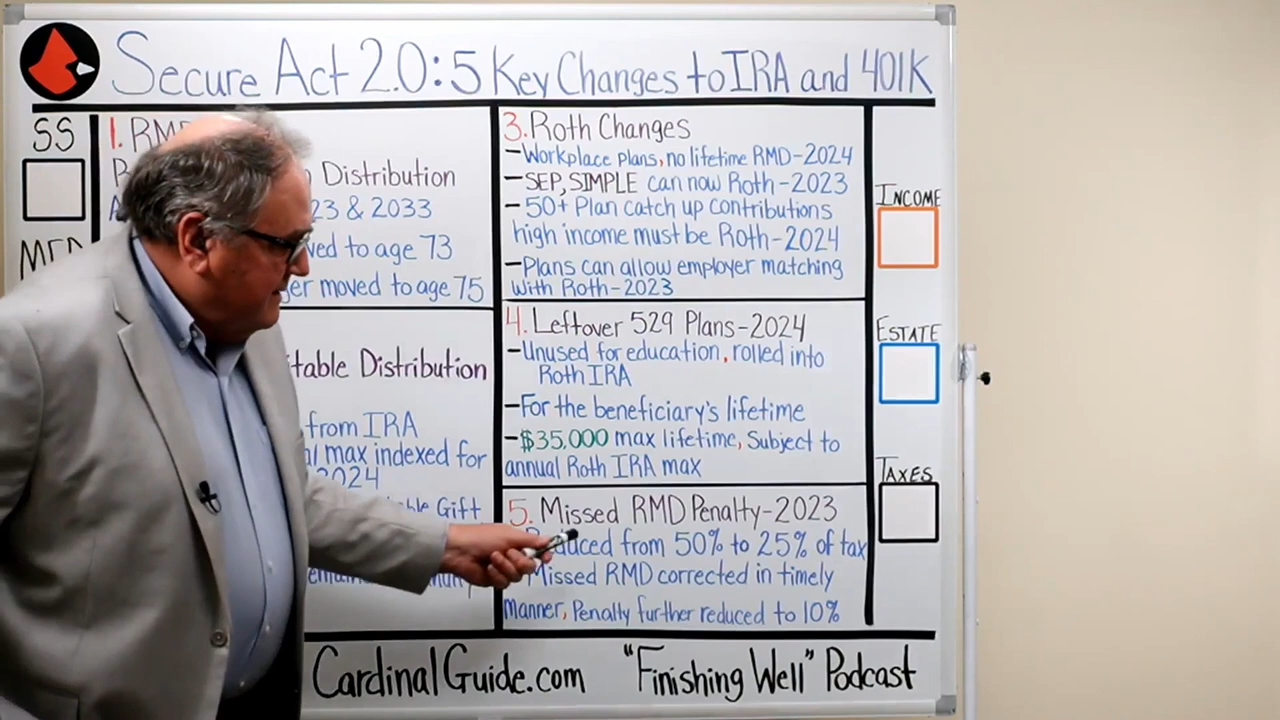 Secure Act 2.0: 5 Key Changes to IRA and 401K
SS
1. RM
Distribution
23 & 2033
ved to age 73
ger moved to age 75
table Distribution
from IRA
max indexed for
2024
Gift
3. Roth Changes
-Workplace plans, no lifetime RMD-2024
-SEP, SIMPLE can now Roth-2023
-50+ Plan catch up contributions
high income must be Roth-2024
-Plans can allow employer matching
with Roth-2023
4. Leftover 529 Plans-2024
-Unused for education, rolled into
Roth IRA
-For the beneficiary's lifetime
-$35,000 max lifetime, Subject to
annual Roth IRA max
5. Missed RMD Penalty-2023
Reduced from 50% to 25% of tax
Missed RMD corrected in timely
manner, Penalty further reduced to 10%
INCOME
ESTATE
TAXES
CardinalGuide.com "Finishing Well" Podcast